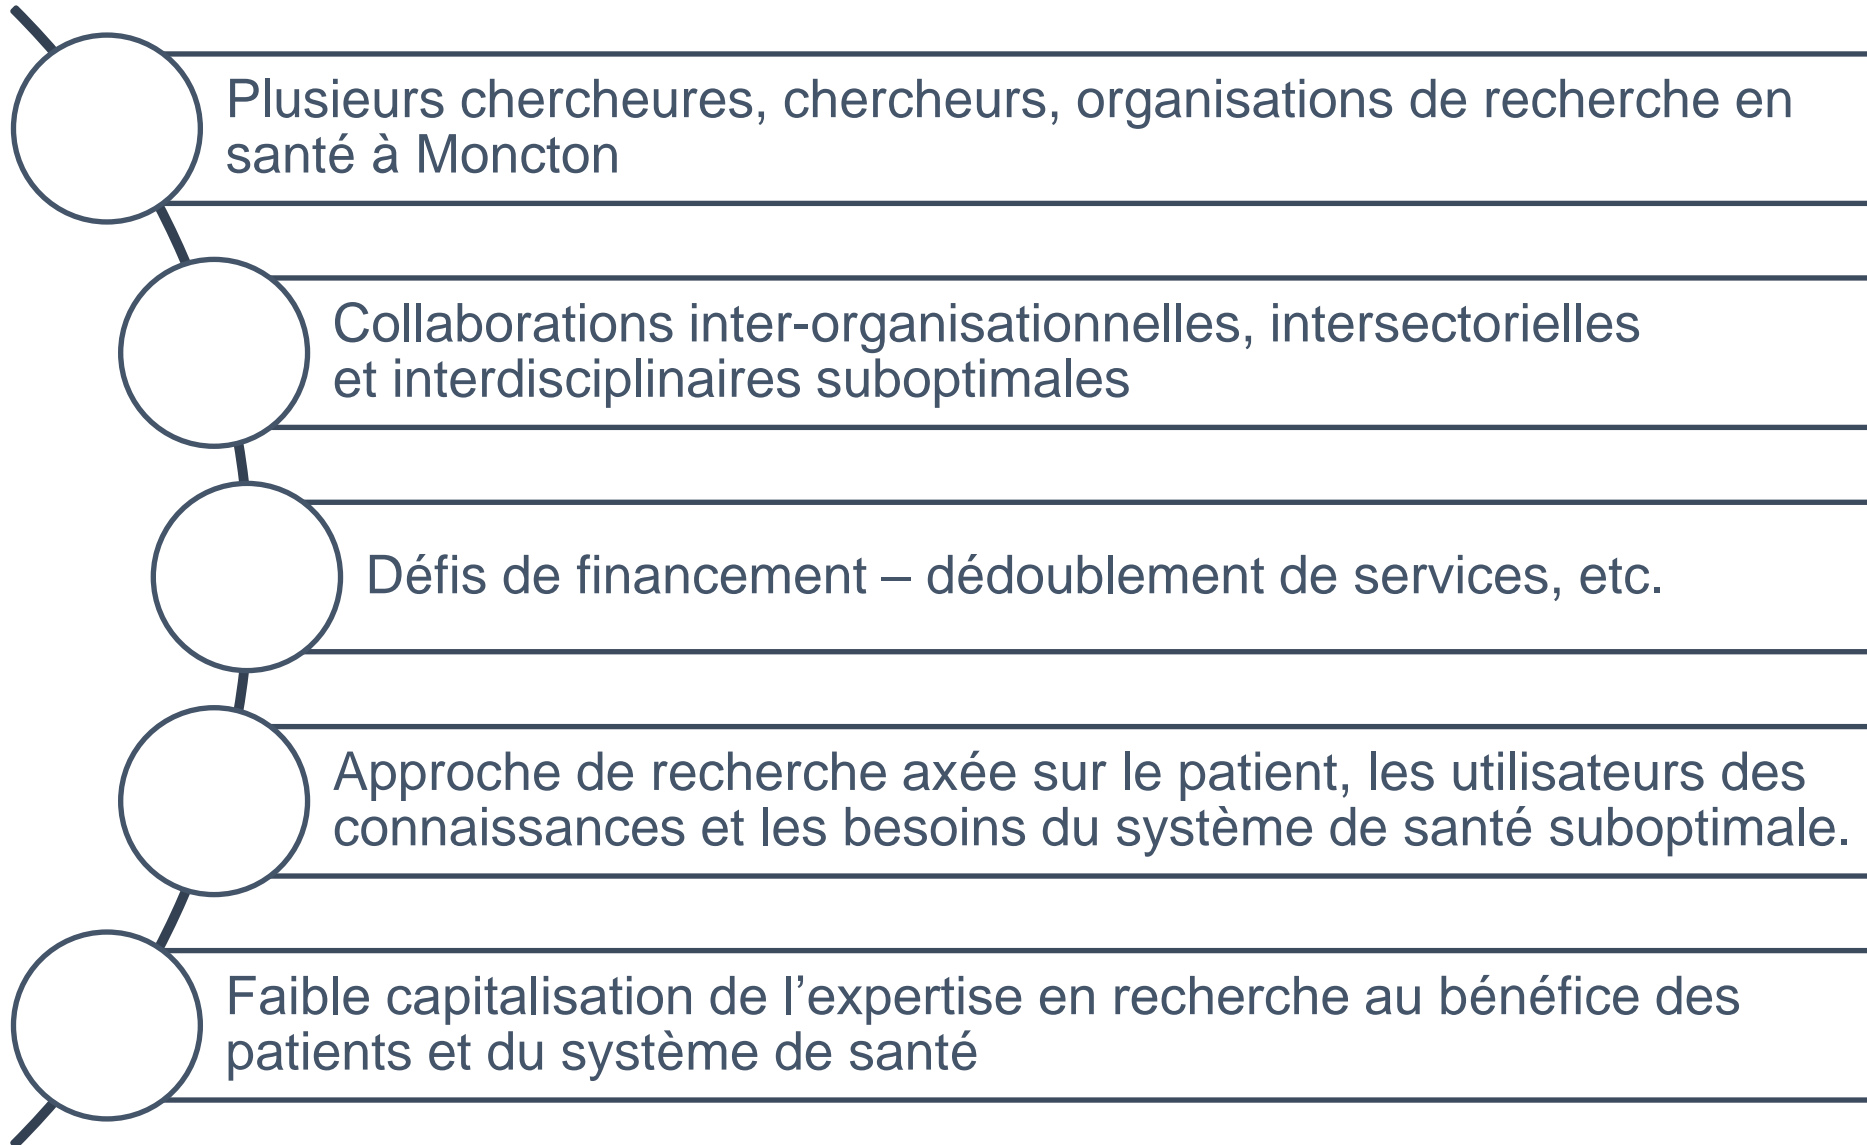 Plusieurs chercheures, chercheurs, organisations de recherche en
santé à Moncton
Collaborations inter-organisationnelles, intersectorielles
et interdisciplinaires suboptimales
Défis de financement – dédoublement de services, etc.
Approche de recherche axée sur le patient, les utilisateurs des
connaissances et les besoins du système de santé suboptimale.
Faible capitalisation de l’expertise en recherche au bénéfice des
patients et du système de santé